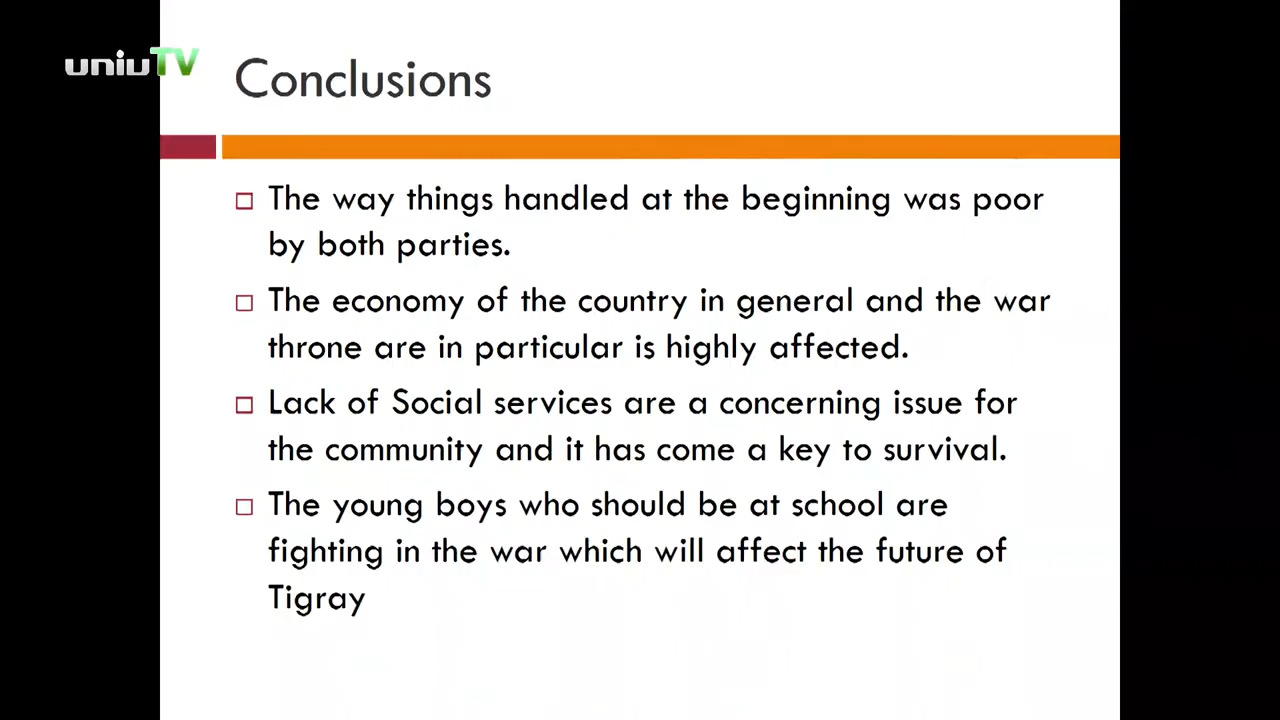 uniuTV
Conclusions
The way things handled at the beginning was poor
by both parties.
The economy of the country in general and the war
throne are in particular is highly affected.
Lack of Social services are a concerning issue for
the community and it has come a key to survival.
The young boys who should be at school are
fighting in the war which will affect the future of
Tigray